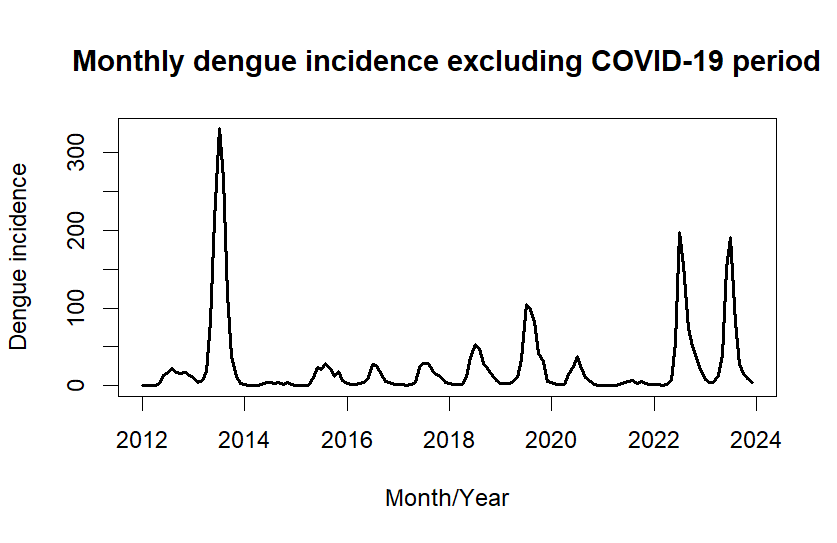 Monthly dengue incidence excluding COVID-19 period
Dengue incidence
300
200
100
0
2012 2014 2016 2018 2020 2022 2024
Month/Year